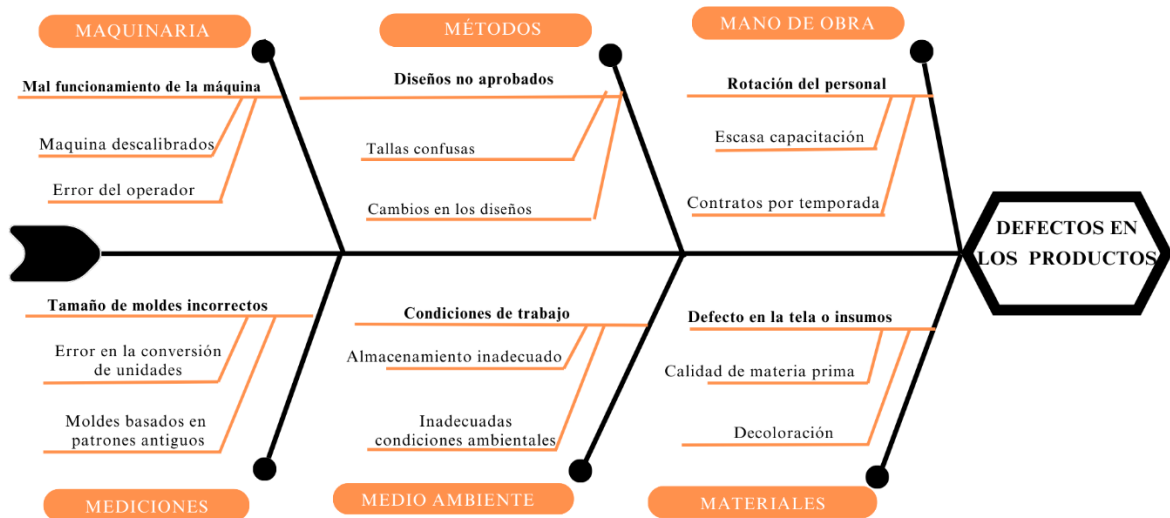 MAQUINARIA
Mal funcionamiento de la máquina
Maquina descalibrados
Error del operador
MÉTODOS
Diseños no aprobados
Tallas confusas
Cambios en los diseños
MANO DE OBRA
Rotación del personal
Escasa capacitación
Contratos por temporada
DEFECTOS EN
LOS PRODUCTOS
Tamaño de moldes incorrectos
Error en la conversión
de unidades
Moldes basados en
patrones antiguos
MEDICIONES
Condiciones de trabajo
Almacenamiento inadecuado
Inadecuadas
condiciones ambientales
MEDIO AMBIENTE
Defecto en la tela o insumos
Calidad de materia prima
Decoloración
MATERIALES